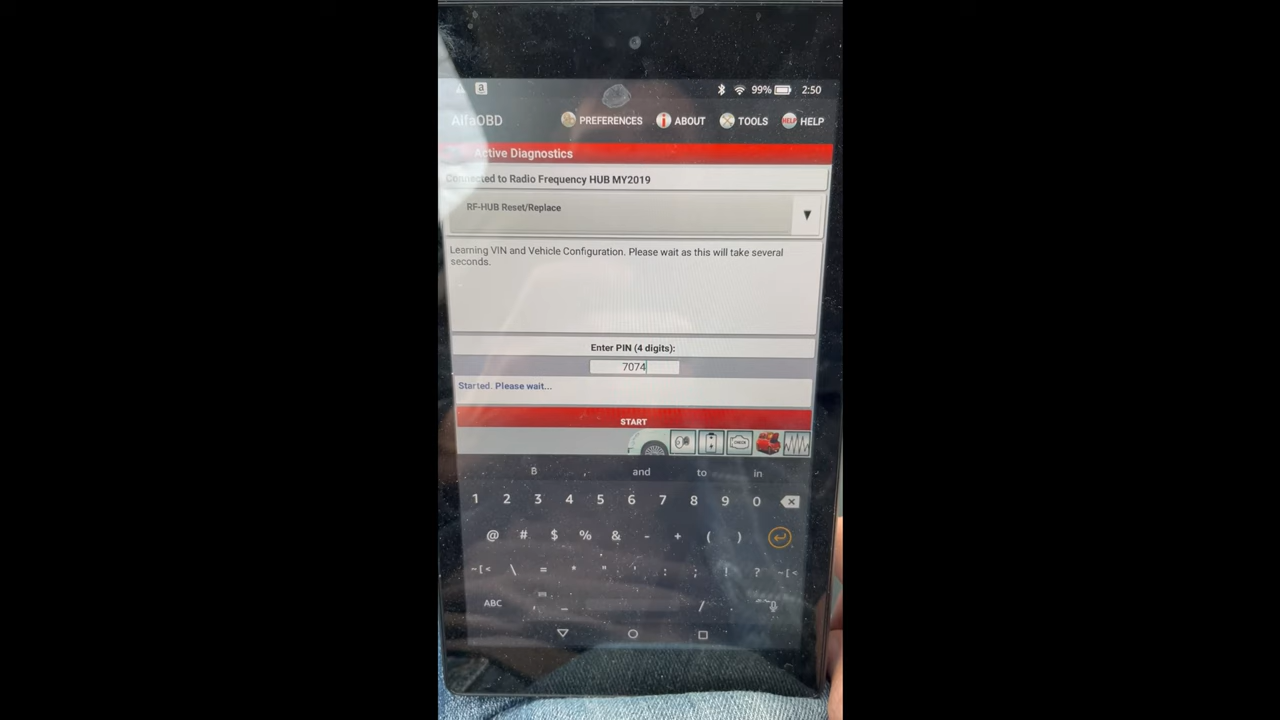 a 99% 2:50
AlfaOBD PREFERENCES i ABOUT TOOLS HELP HELP
Active Diagnostics
Connected to Radio Frequency HUB MY2019
RF-HUB Reset/Replace
Learning VIN and Vehicle Configuration. Please wait as this will take several
seconds.
Enter PIN (4 digits):
7074
Started. Please wait...
START
B , and to in
1 2 3 4 5 6 7 8 9 0
@ # $ % & - + ( )
~[< \ = * " ' : ; ! ? ~[<
ABC , _ / .